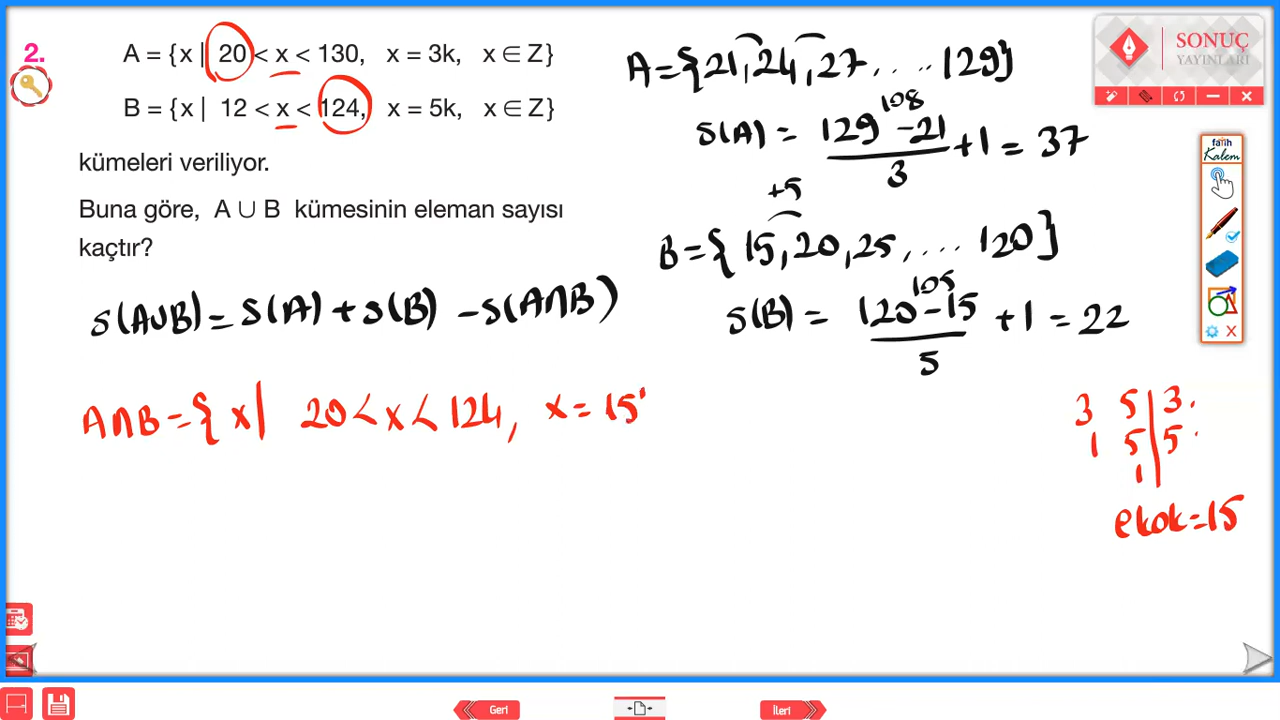 2.
A = {x | 20 < x < 130, x = 3k, x ∈ Z}
B = {x | 12 < x < 124, x = 5k, x ∈ Z}
kümeleri veriliyor.
Buna göre, A ∪ B kümesinin eleman sayısı
kaçtır?
s(A∪B) = s(A) + s(B) - s(A∩B)
A∩B = { x | 20 < x < 124, x = 15
A = {21, 24, 27, .... 129}
108
s(A) = 129 - 21 / 3 + 1 = 37
+5
B = { 15, 20, 25, .... 120}
105
s(B) = 120 - 15 / 5 + 1 = 22
3 5 | 3.
1 5 | 5.
1 |
ekok = 15
SONUÇ
YAYINLARI
fatih
Kalem
Geri
İleri